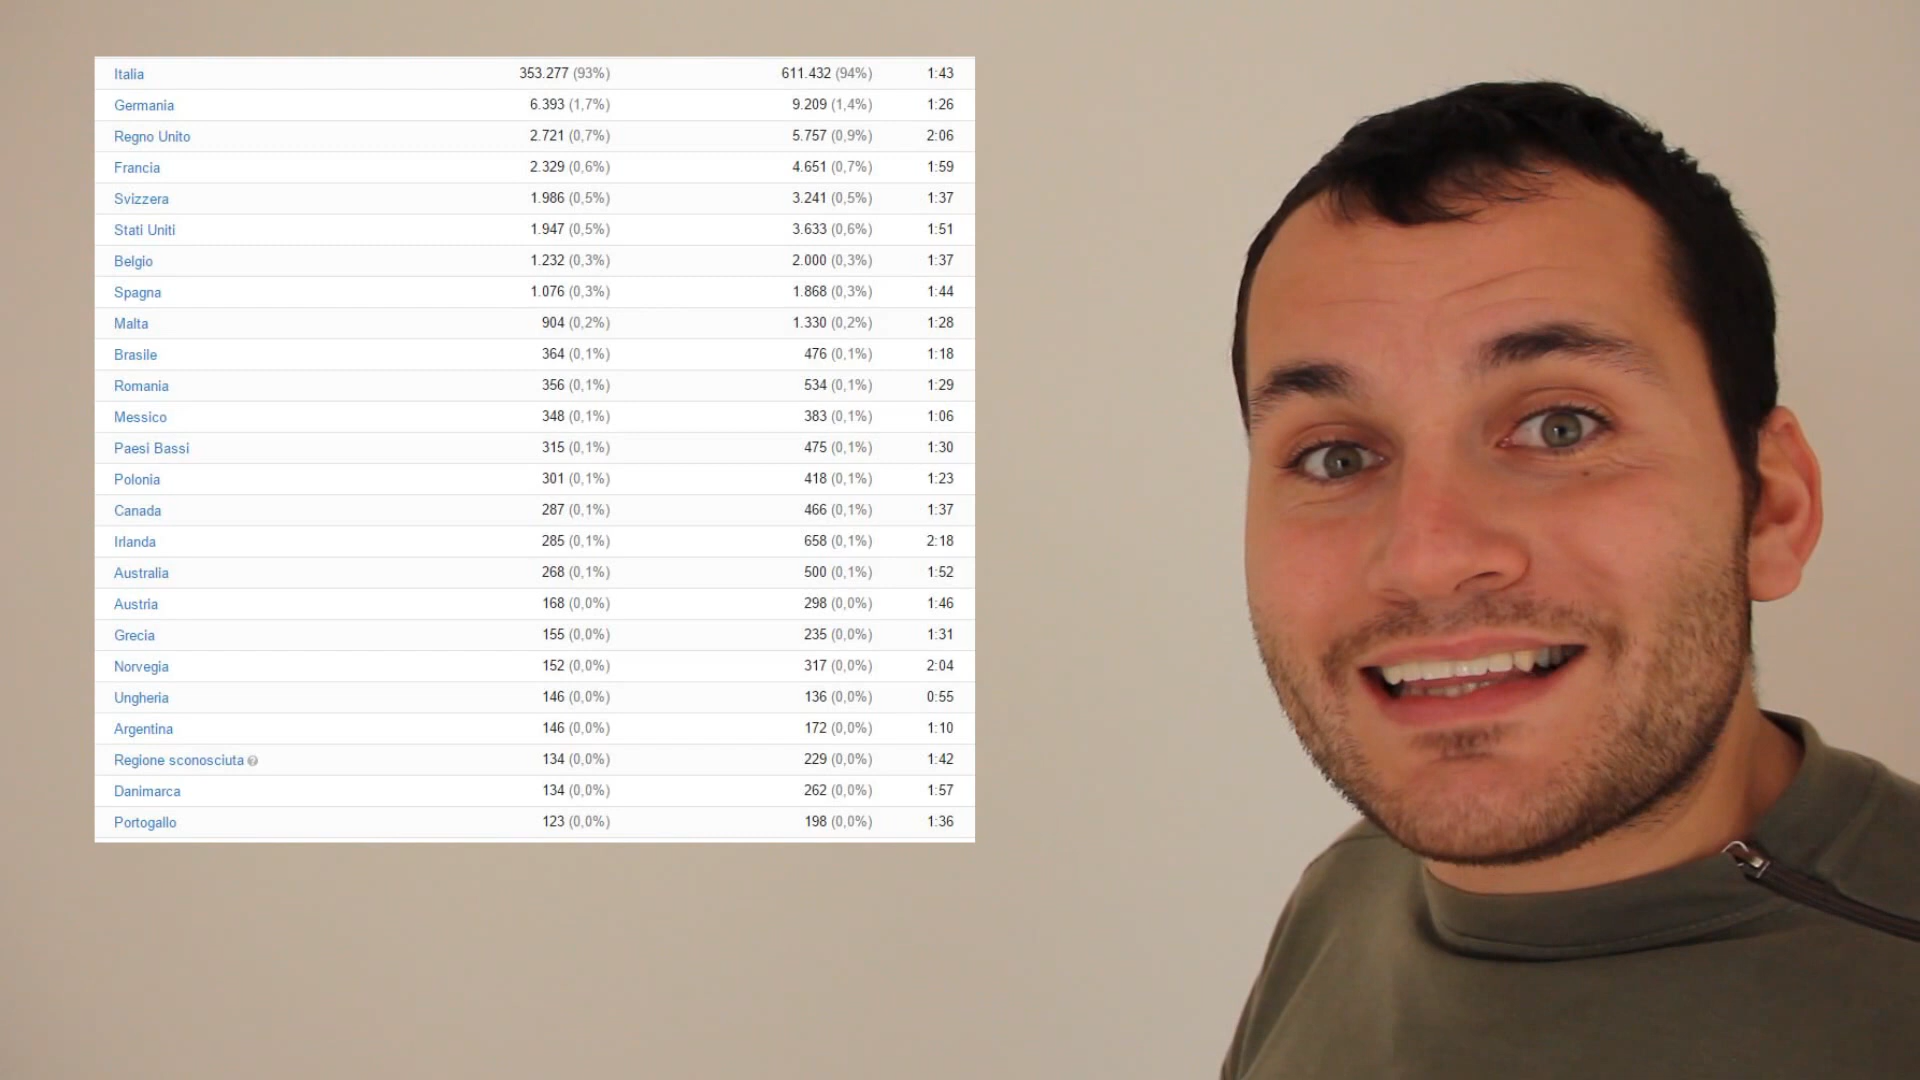 Italia 353.277 (93%) 611.432 (94%) 1:43
Germania 6.393 (1,7%) 9.209 (1,4%) 1:26
Regno Unito 2.721 (0,7%) 5.757 (0,9%) 2:06
Francia 2.329 (0,6%) 4.651 (0,7%) 1:59
Svizzera 1.986 (0,5%) 3.241 (0,5%) 1:37
Stati Uniti 1.947 (0,5%) 3.633 (0,6%) 1:51
Belgio 1.232 (0,3%) 2.000 (0,3%) 1:37
Spagna 1.076 (0,3%) 1.868 (0,3%) 1:44
Malta 904 (0,2%) 1.330 (0,2%) 1:28
Brasile 364 (0,1%) 476 (0,1%) 1:18
Romania 356 (0,1%) 534 (0,1%) 1:29
Messico 348 (0,1%) 383 (0,1%) 1:06
Paesi Bassi 315 (0,1%) 475 (0,1%) 1:30
Polonia 301 (0,1%) 418 (0,1%) 1:23
Canada 287 (0,1%) 466 (0,1%) 1:37
Irlanda 285 (0,1%) 658 (0,1%) 2:18
Australia 268 (0,1%) 500 (0,1%) 1:52
Austria 168 (0,0%) 298 (0,0%) 1:46
Grecia 155 (0,0%) 235 (0,0%) 1:31
Norvegia 152 (0,0%) 317 (0,0%) 2:04
Ungheria 146 (0,0%) 136 (0,0%) 0:55
Argentina 146 (0,0%) 172 (0,0%) 1:10
Regione sconosciuta ? 134 (0,0%) 229 (0,0%) 1:42
Danimarca 134 (0,0%) 262 (0,0%) 1:57
Portogallo 123 (0,0%) 198 (0,0%) 1:36